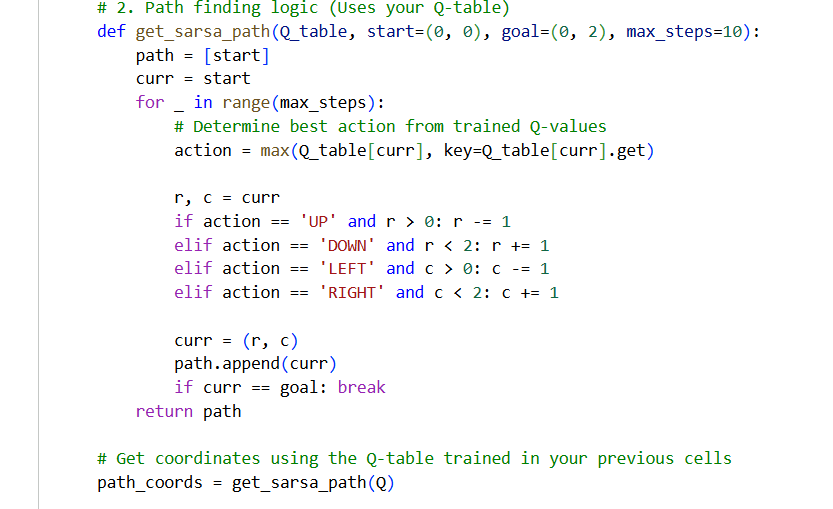 # 2. Path finding logic (Uses your Q-table)
def get_sarsa_path(Q_table, start=(0, 0), goal=(0, 2), max_steps=10):
    path = [start]
    curr = start
    for _ in range(max_steps):
        # Determine best action from trained Q-values
        action = max(Q_table[curr], key=Q_table[curr].get)

        r, c = curr
        if action == 'UP' and r > 0: r -= 1
        elif action == 'DOWN' and r < 2: r += 1
        elif action == 'LEFT' and c > 0: c -= 1
        elif action == 'RIGHT' and c < 2: c += 1

        curr = (r, c)
        path.append(curr)
        if curr == goal: break
    return path

# Get coordinates using the Q-table trained in your previous cells
path_coords = get_sarsa_path(Q)